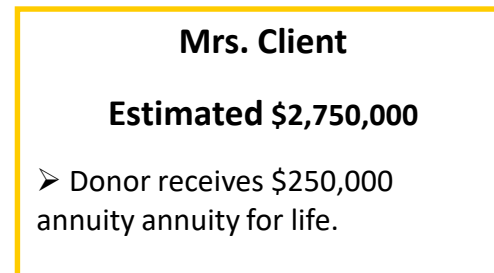 Mrs. Client
Estimated $2,750,000
➢ Donor receives $250,000
annuity annuity for life.